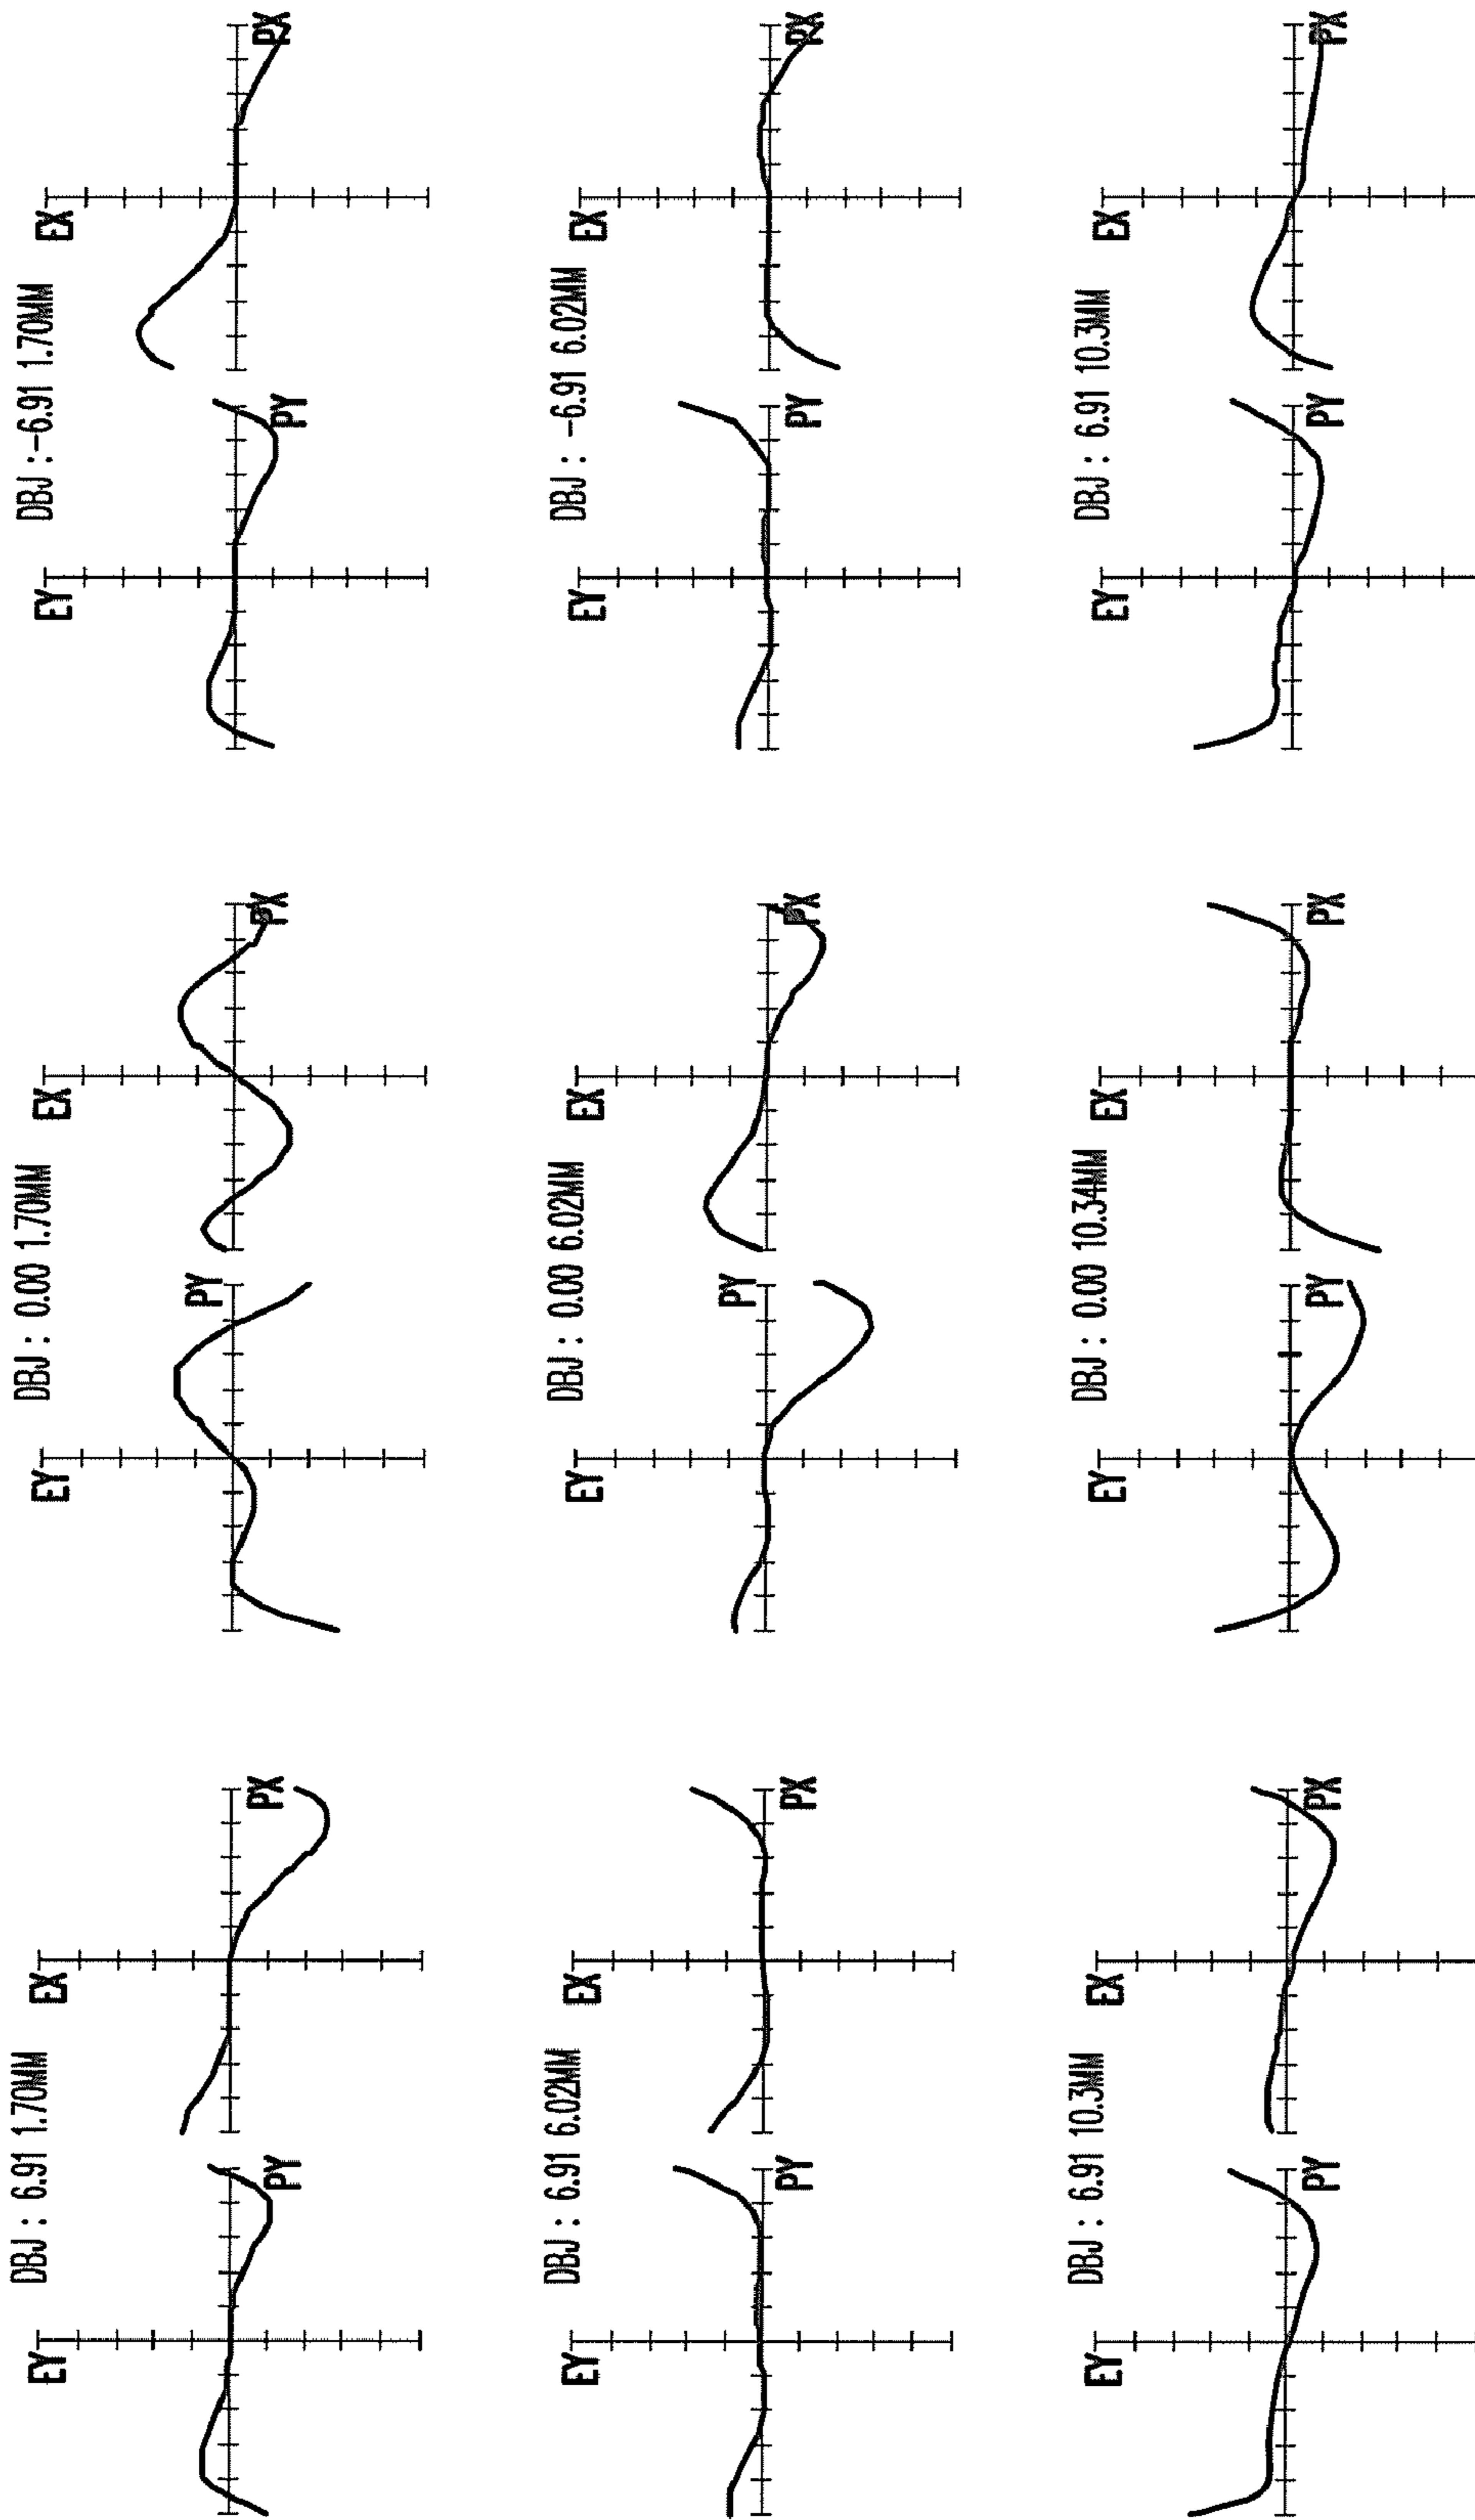 DBJ : 6.91 1.70MM
EY
PY
EX
PX
DBJ : 0.00 1.70MM
EY
PY
EX
PX
DBJ :-6.91 1.70MM
EY
PY
EX
PX
DBJ : 6.91 6.02MM
EY
PY
EX
PX
DBJ : 0.00 6.02MM
EY
PY
EX
PX
DBJ : -6.91 6.02MM
EY
PY
EX
PX
DBJ : 6.91 10.3MM
EY
PY
EX
PX
DBJ : 0.00 10.34MM
EY
PY
EX
PX
DBJ : 6.91 10.3MM
EY
PY
EX
PX